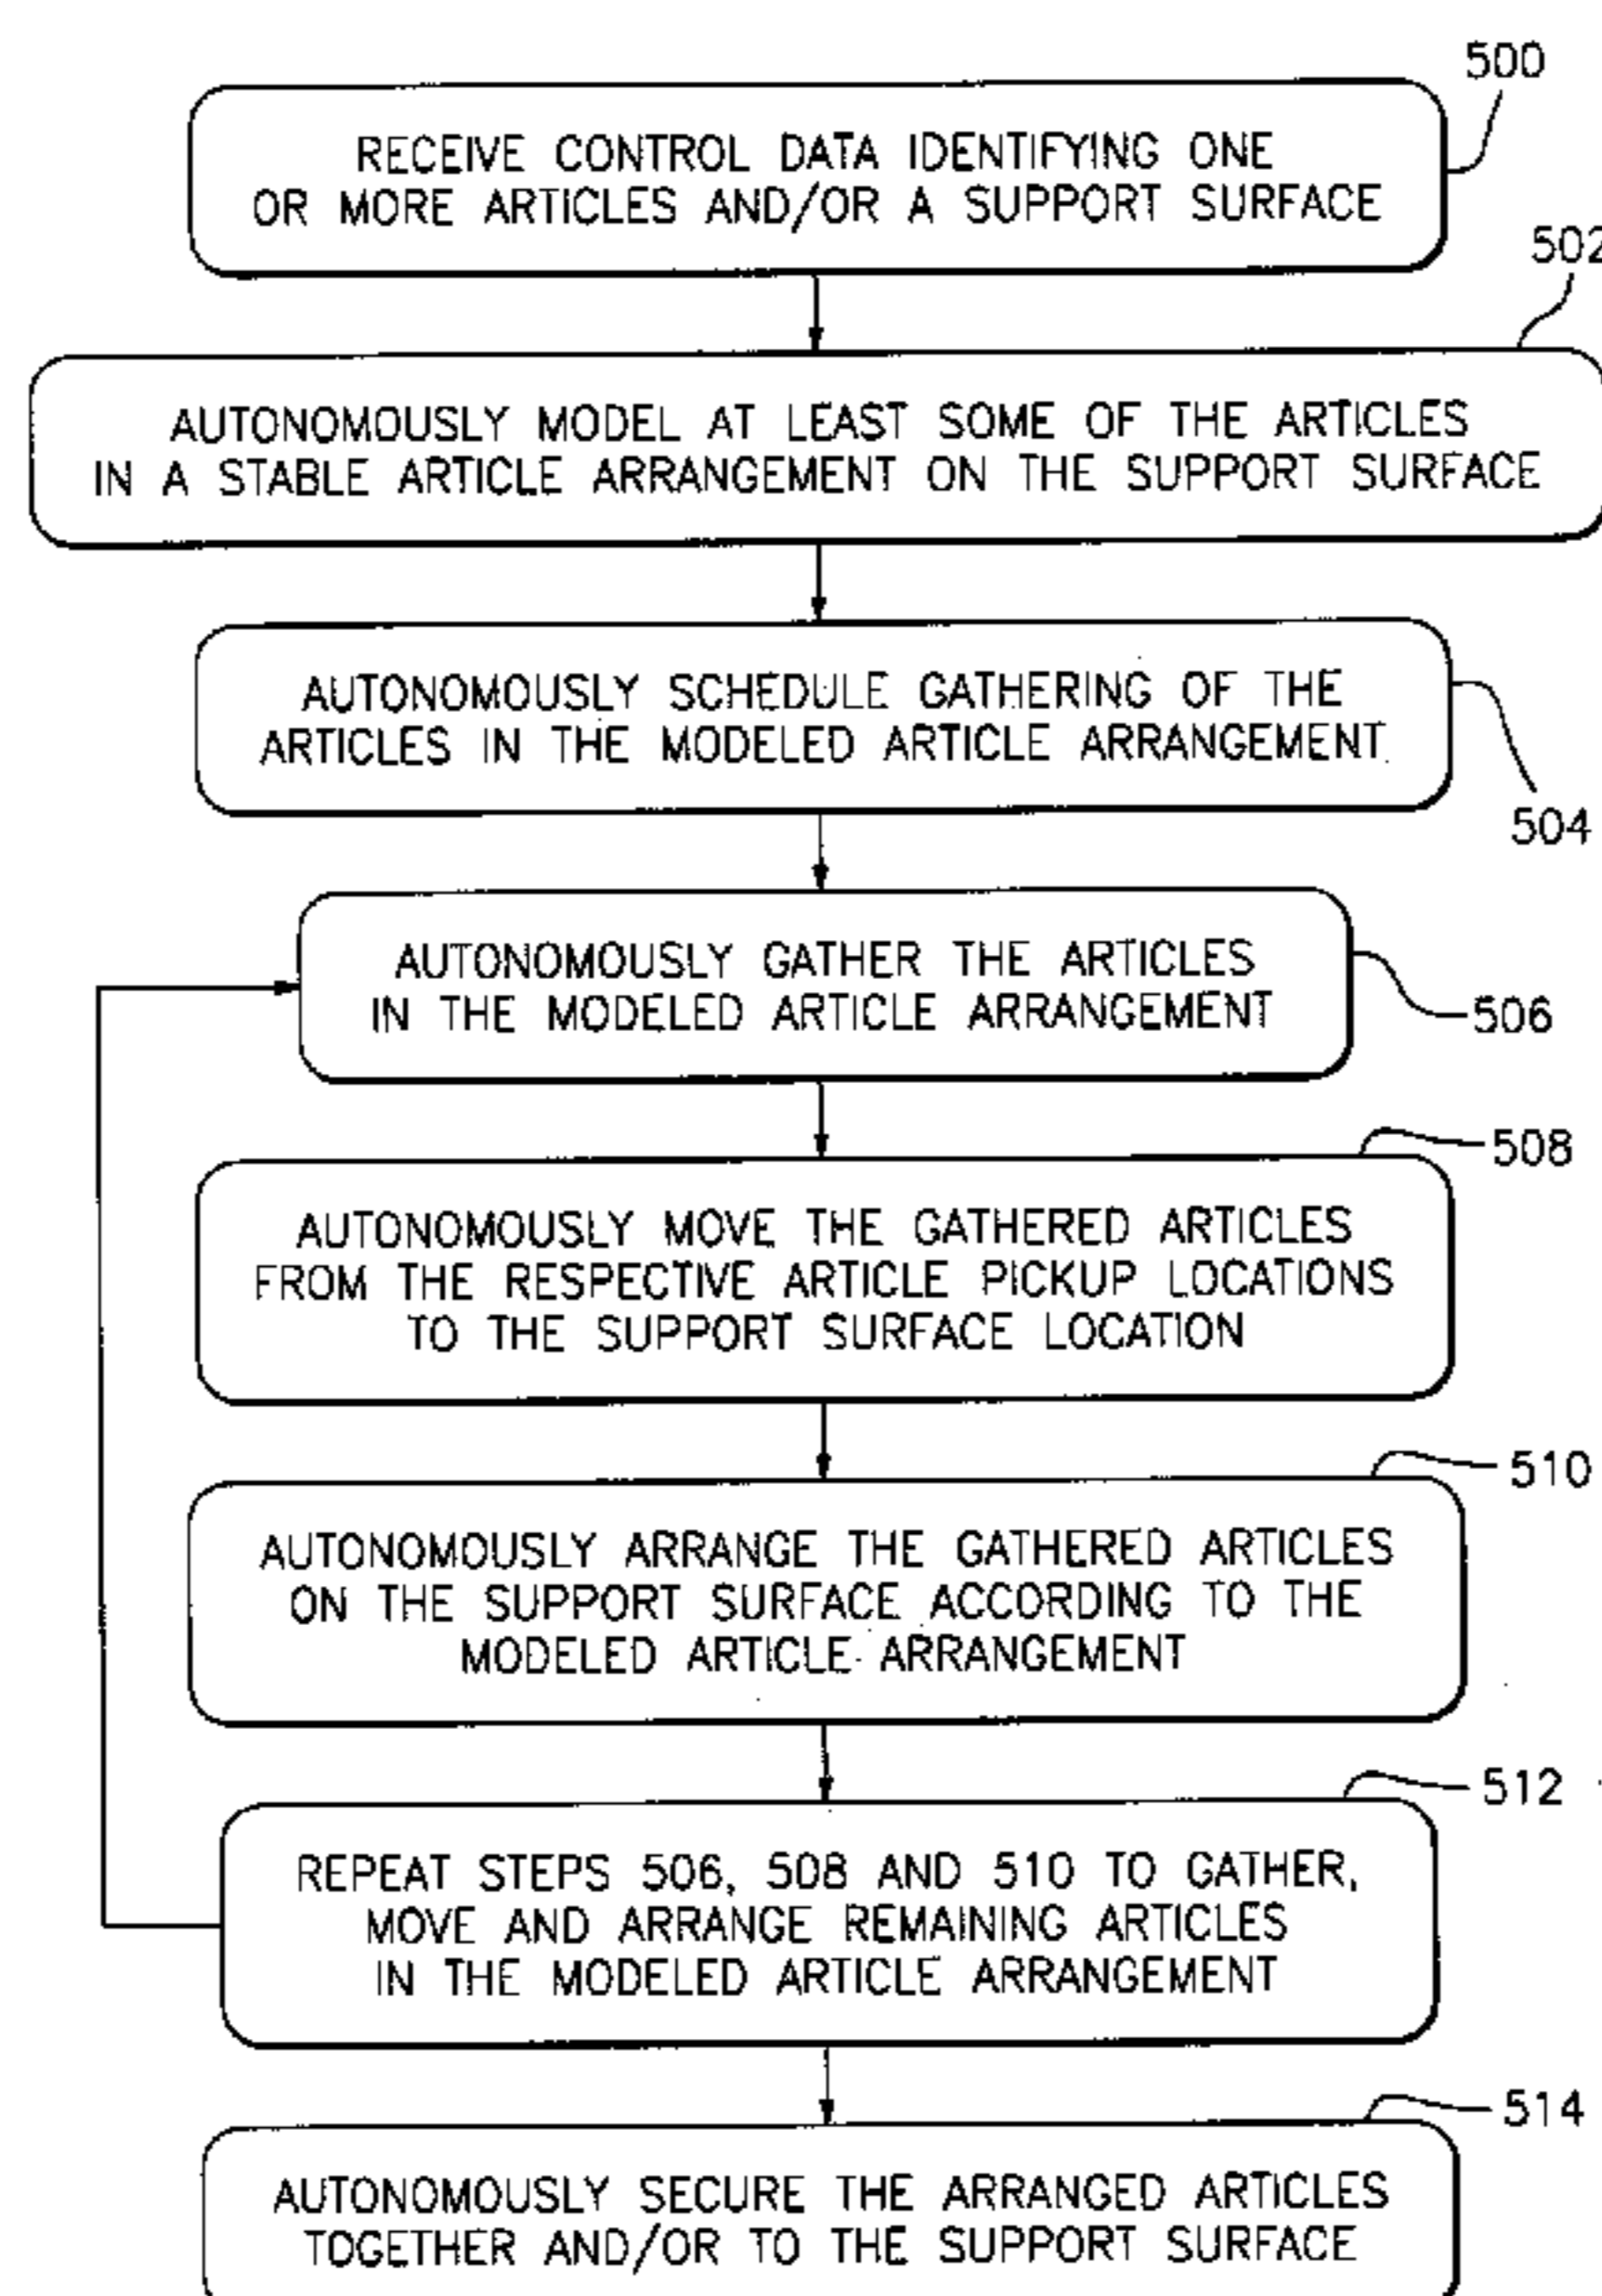 500
RECEIVE CONTROL DATA IDENTIFYING ONE
OR MORE ARTICLES AND/OR A SUPPORT SURFACE
502
AUTONOMOUSLY MODEL AT LEAST SOME OF THE ARTICLES
IN A STABLE ARTICLE ARRANGEMENT ON THE SUPPORT SURFACE
AUTONOMOUSLY SCHEDULE GATHERING OF THE
ARTICLES IN THE MODELED ARTICLE ARRANGEMENT
504
AUTONOMOUSLY GATHER THE ARTICLES
IN THE MODELED ARTICLE ARRANGEMENT
506
508
AUTONOMOUSLY MOVE THE GATHERED ARTICLES
FROM THE RESPECTIVE ARTICLE PICKUP LOCATIONS
TO THE SUPPORT SURFACE LOCATION
510
AUTONOMOUSLY ARRANGE THE GATHERED ARTICLES
ON THE SUPPORT SURFACE ACCORDING TO THE
MODELED ARTICLE ARRANGEMENT
512
REPEAT STEPS 506, 508 AND 510 TO GATHER,
MOVE AND ARRANGE REMAINING ARTICLES
IN THE MODELED ARTICLE ARRANGEMENT
514
AUTONOMOUSLY SECURE THE ARRANGED ARTICLES
TOGETHER AND/OR TO THE SUPPORT SURFACE